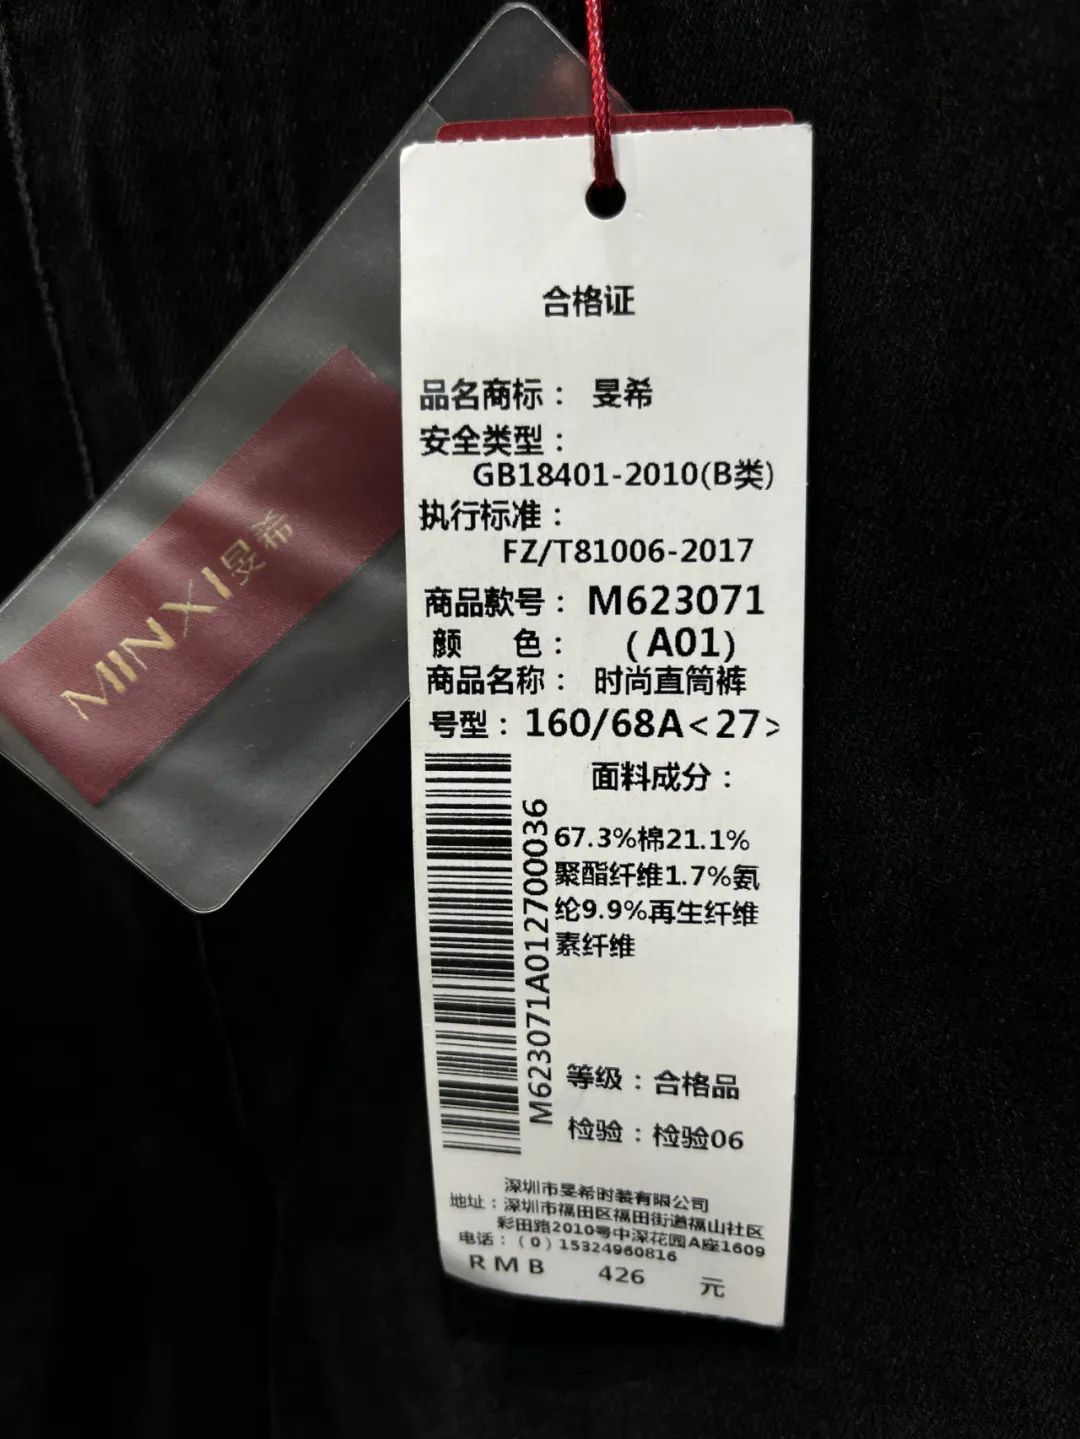 合格证
品名商标： 旻希
安全类型：
GB18401-2010(B类)
执行标准：
FZ/T81006-2017
商品款号： M623071
颜 色： (A01)
商品名称： 时尚直筒裤
号型：160/68A<27>
面料成分：
67.3%棉21.1%
聚酯纤维1.7%氨
纶9.9%再生纤维
素纤维
M623071A012700036
等级：合格品
检验：检验06
深圳市旻希时装有限公司
地址：深圳市福田区福田街道福山社区
彩田路2010号中深花园A座1609
电话：(0)15324960816
RMB 426 元
MINXI旻希